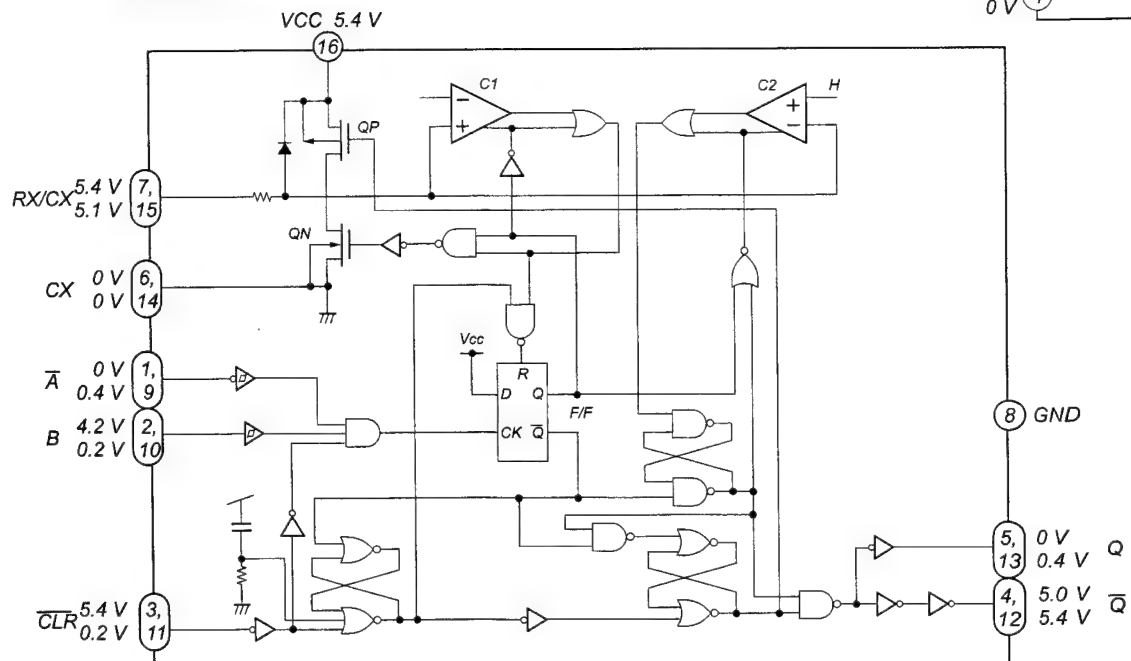 VCC 5.4 V
16
0 V
C1
C2
H
QP
RX/CX 5.4 V 7,
5.1 V 15
QN
CX 0 V 6,
0 V 14
Vcc
A 0 V 1,
0.4 V 9
R
D Q
F/F
B 4.2 V 2,
0.2 V 10
CK Q
8 GND
5, 0 V Q
13 0.4 V
CLR 5.4 V 3,
0.2 V 11
4, 5.0 V Q
12 5.4 V